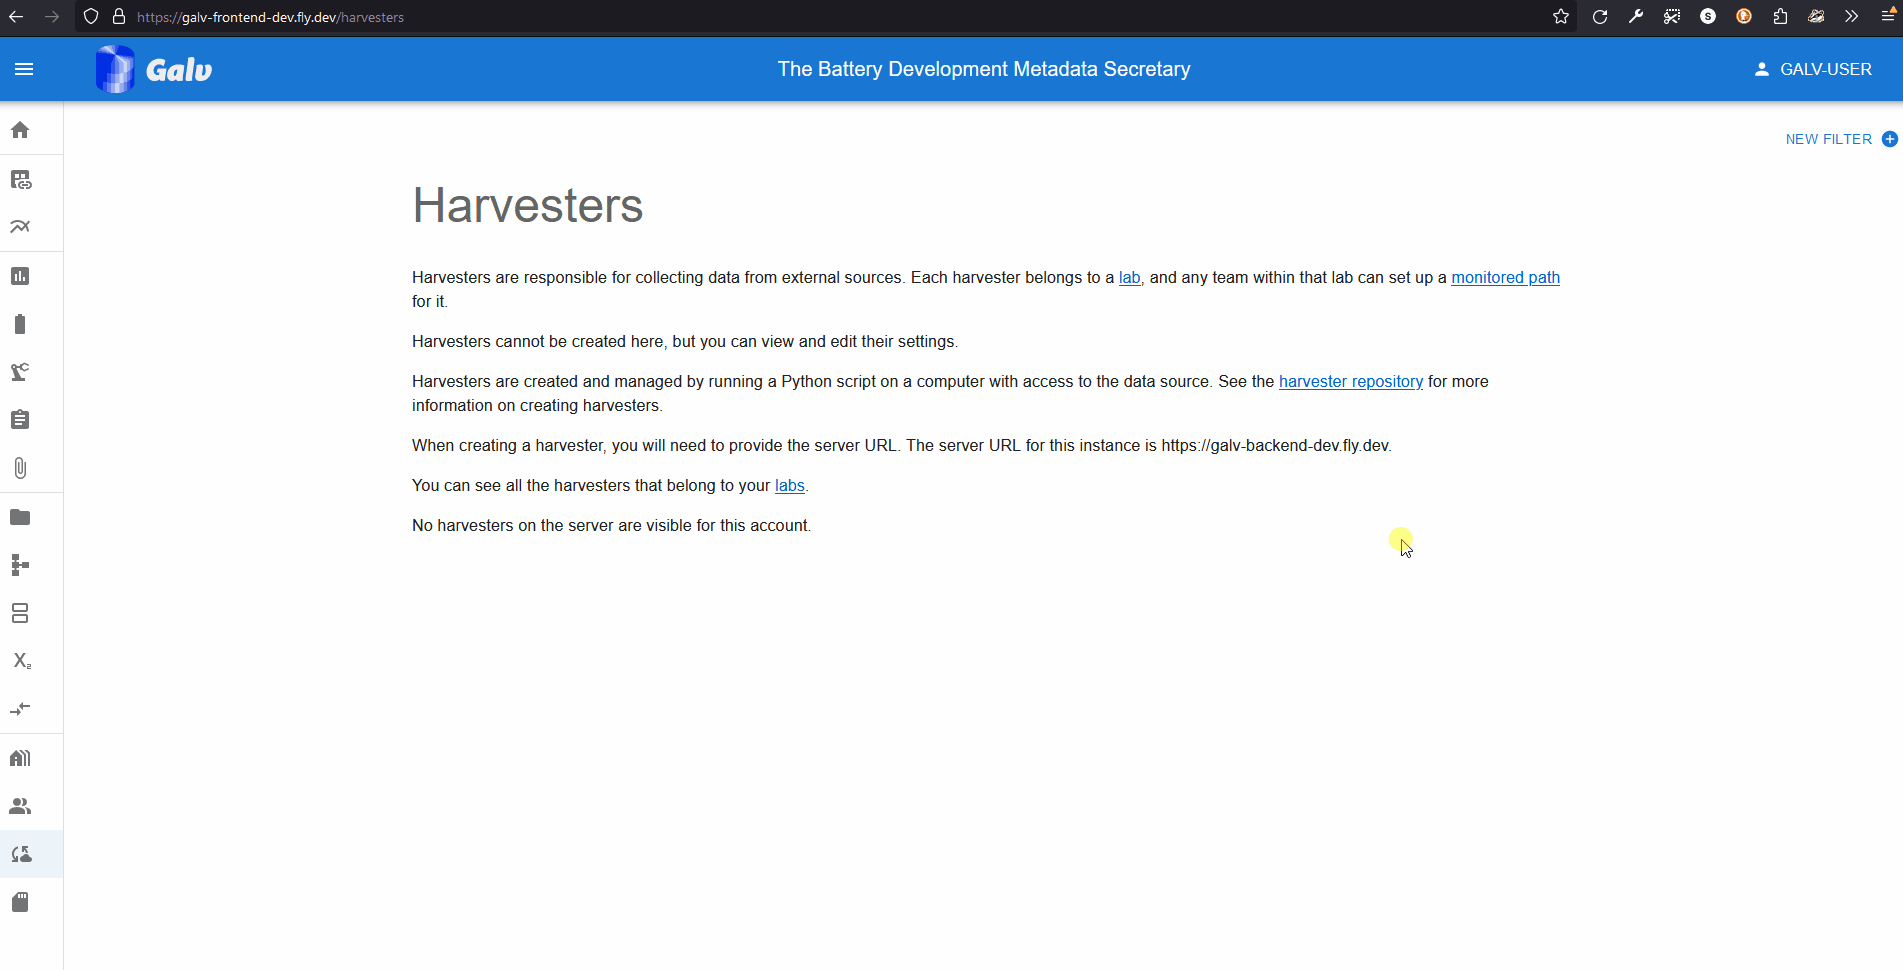 https://galv-frontend-dev.fly.dev/harvesters
Galv
The Battery Development Metadata Secretary
GALV-USER
NEW FILTER
Harvesters
Harvesters are responsible for collecting data from external sources. Each harvester belongs to a lab, and any team within that lab can set up a monitored path
for it.
Harvesters cannot be created here, but you can view and edit their settings.
Harvesters are created and managed by running a Python script on a computer with access to the data source. See the harvester repository for more
information on creating harvesters.
When creating a harvester, you will need to provide the server URL. The server URL for this instance is https://galv-backend-dev.fly.dev.
You can see all the harvesters that belong to your labs.
No harvesters on the server are visible for this account.
X₂